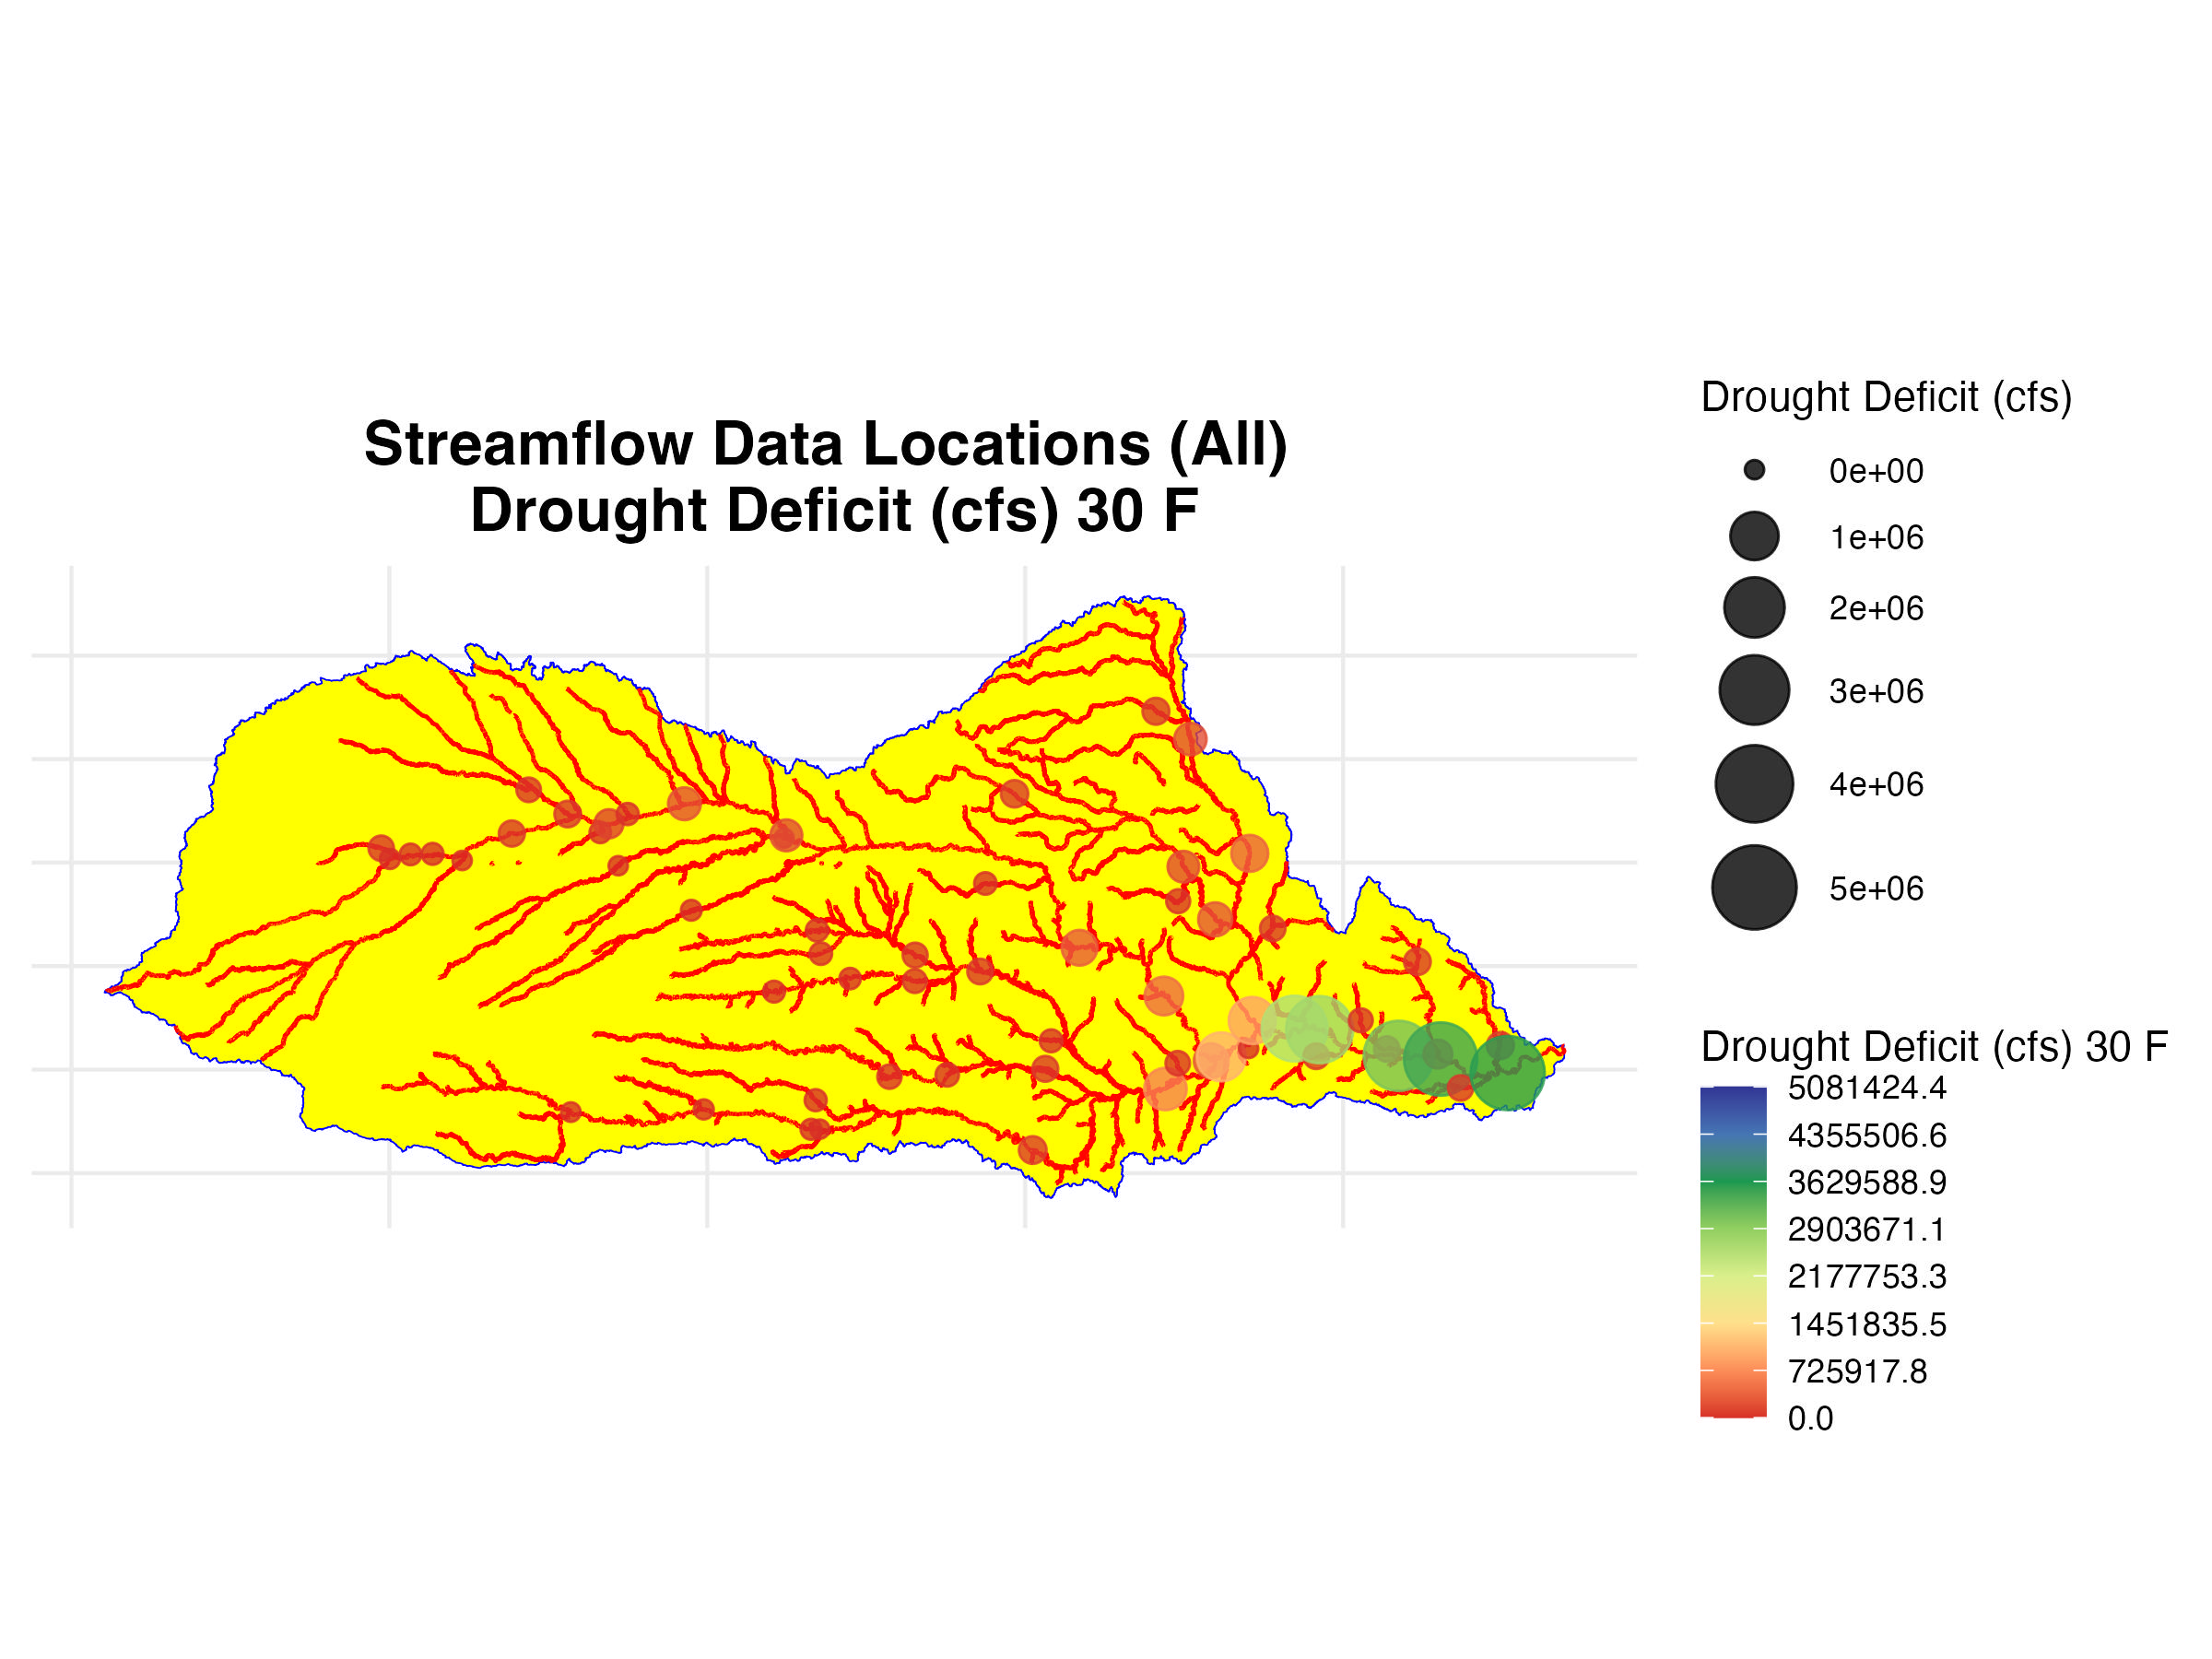 Streamflow Data Locations (All)
Drought Deficit (cfs) 30 F
Drought Deficit (cfs)
0e+00
1e+06
2e+06
3e+06
4e+06
5e+06
Drought Deficit (cfs) 30 F
5081424.4
4355506.6
3629588.9
2903671.1
2177753.3
1451835.5
725917.8
0.0